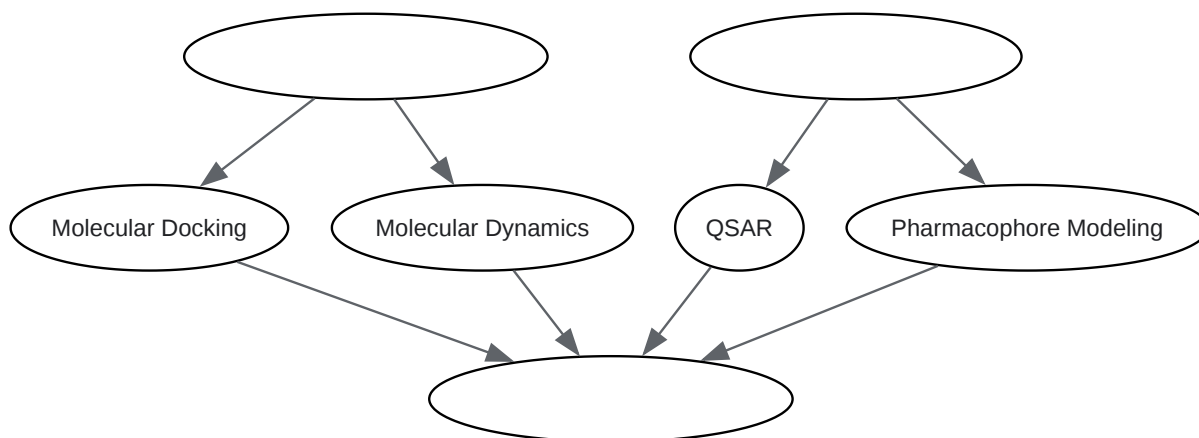 Molecular Docking
Molecular Dynamics
QSAR
Pharmacophore Modeling